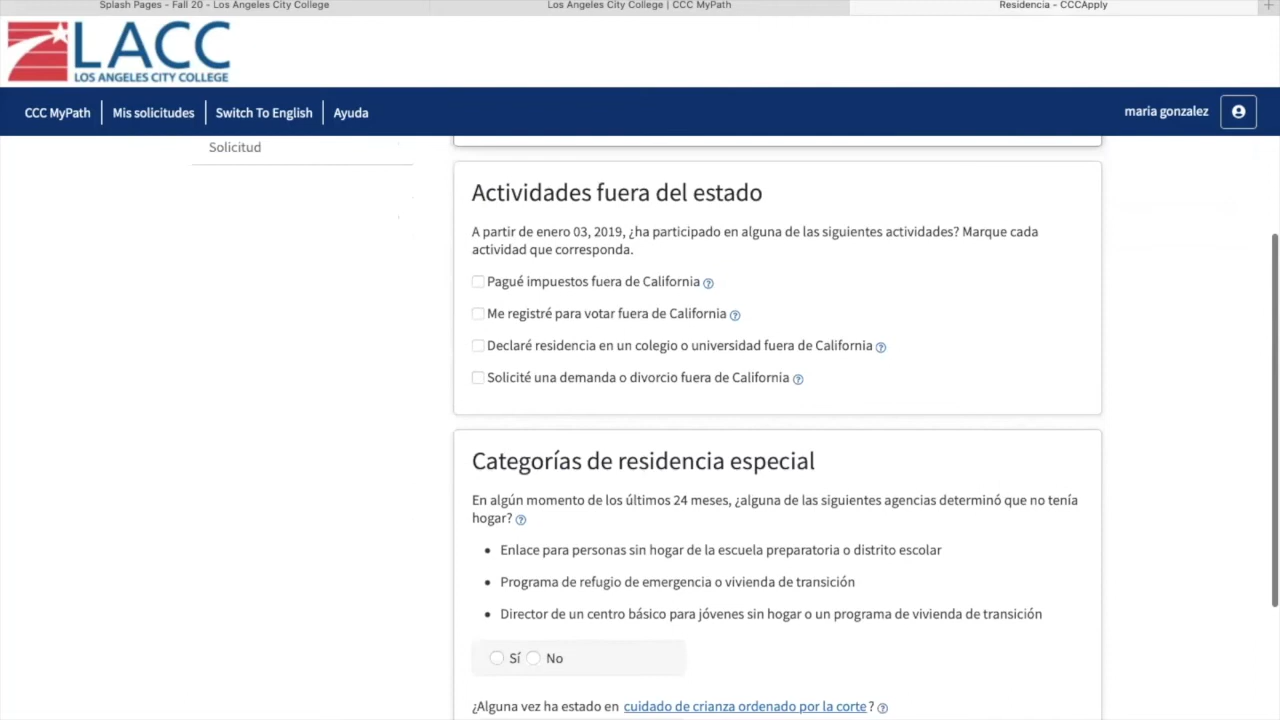 Splash Pages - Fall 20 - Los Angeles City College
Los Angeles City College | CCC MyPath
Residencia - CCCApply
LACC
LOS ANGELES CITY COLLEGE
CCC MyPath
Mis solicitudes
Switch To English
Ayuda
maria gonzalez
Solicitud
Actividades fuera del estado
A partir de enero 03, 2019, ¿ha participado en alguna de las siguientes actividades? Marque cada
actividad que corresponda.
Pagué impuestos fuera de California
Me registré para votar fuera de California
Declaré residencia en un colegio o universidad fuera de California
Solicité una demanda o divorcio fuera de California
Categorías de residencia especial
En algún momento de los últimos 24 meses, ¿alguna de las siguientes agencias determinó que no tenía
hogar?
• Enlace para personas sin hogar de la escuela preparatoria o distrito escolar
• Programa de refugio de emergencia o vivienda de transición
• Director de un centro básico para jóvenes sin hogar o un programa de vivienda de transición
Sí No
¿Alguna vez ha estado en cuidado de crianza ordenado por la corte?